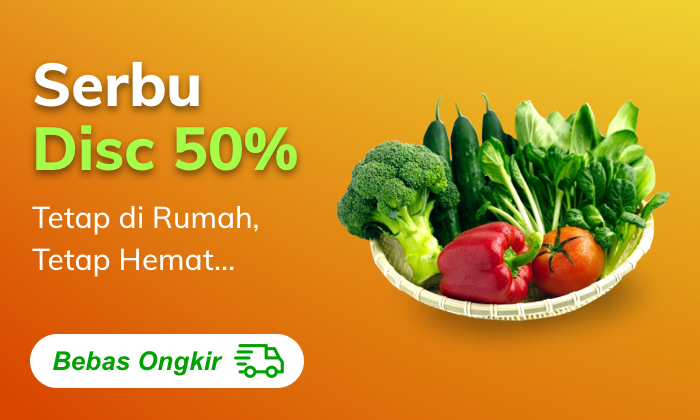 Serbu
Disc 50%
Tetap di Rumah,
Tetap Hemat...
Bebas Ongkir